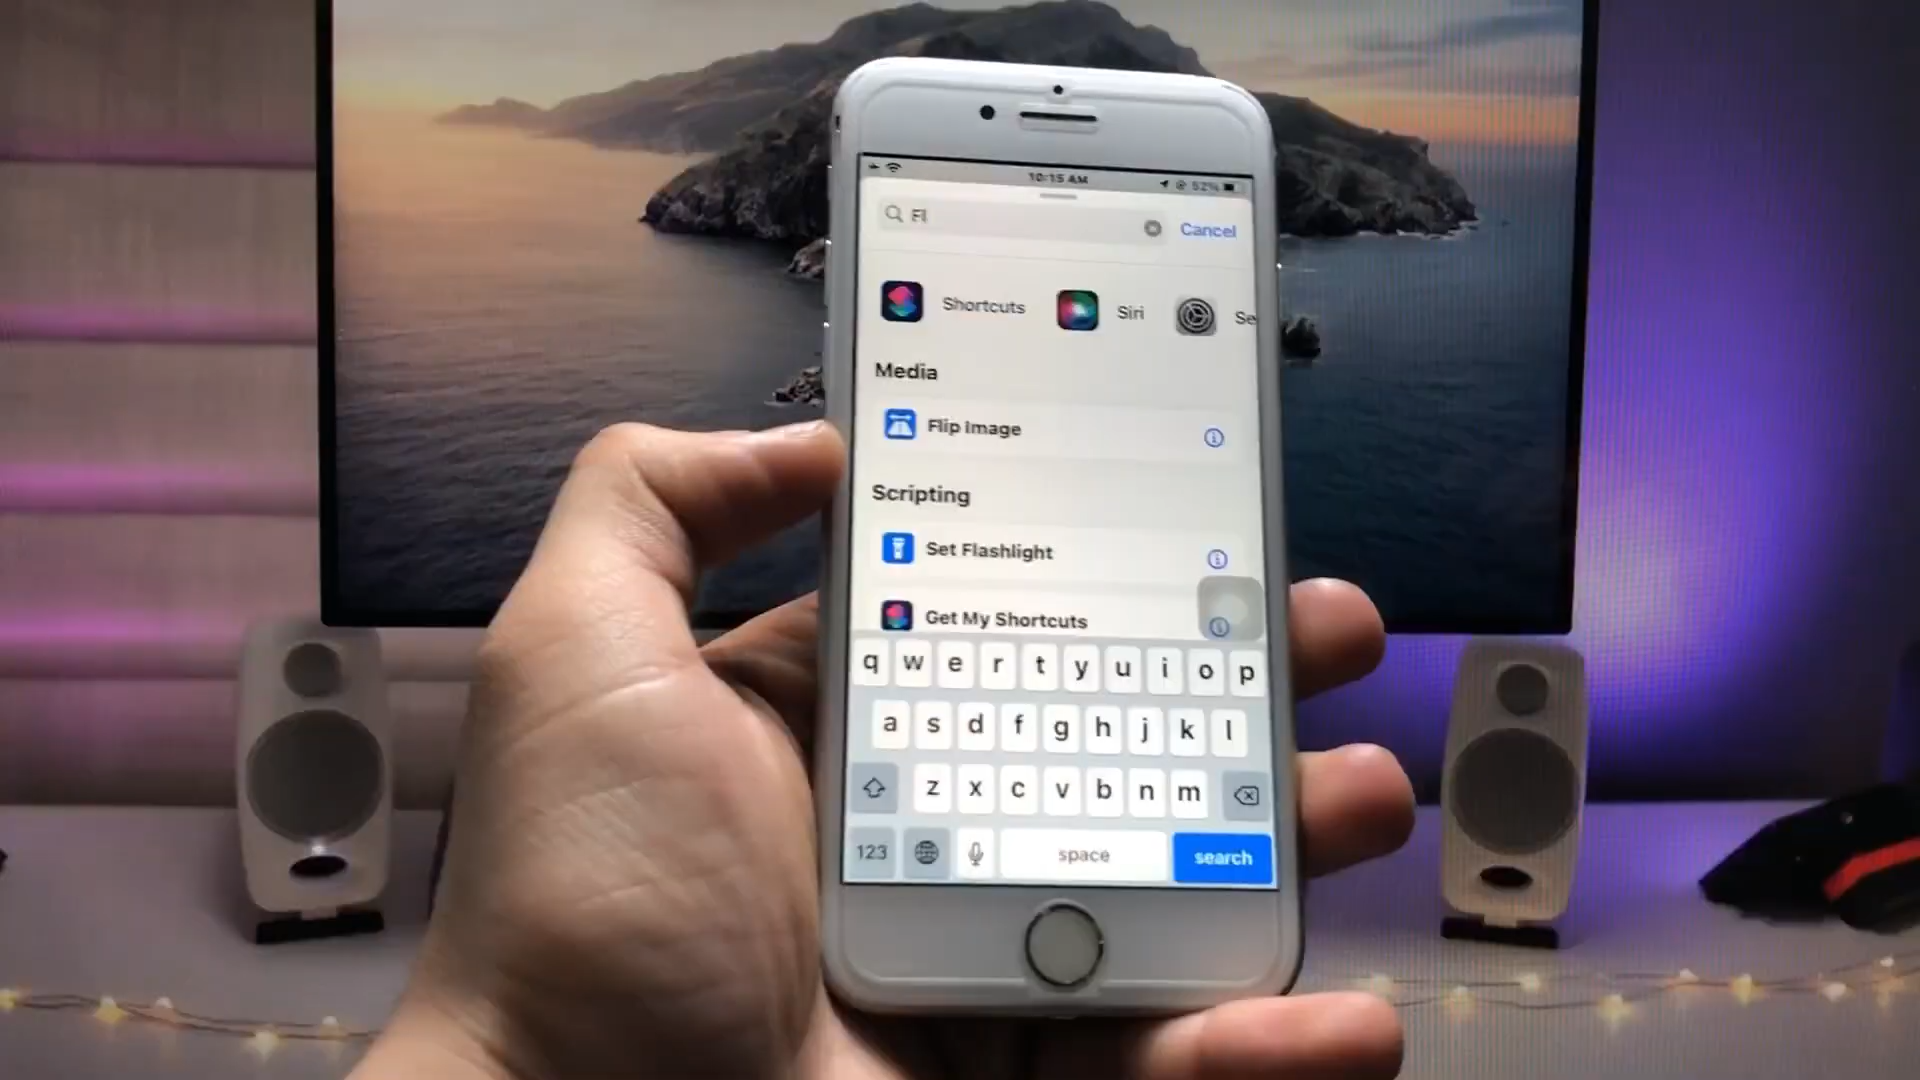 10:15 AM
52%
Fl
Cancel
Shortcuts
Siri
Se
Media
Flip Image
Scripting
Set Flashlight
Get My Shortcuts
q w e r t y u i o p
a s d f g h j k l
z x c v b n m
123
space
search